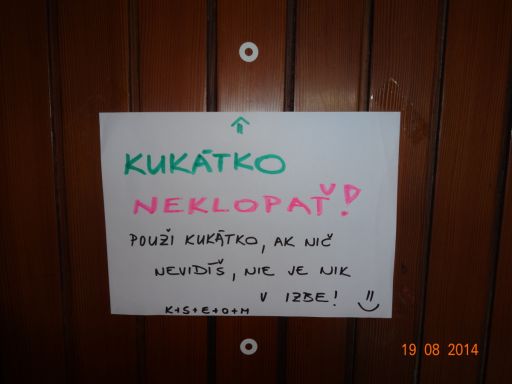 KUKÁTKO
NEKLOPAŤ!
POUŽI KUKÁTKO, AK NIČ
NEVIDÍŠ, NIE JE NIK
V IZBE!
K+S+E+O+M
19 08 2014